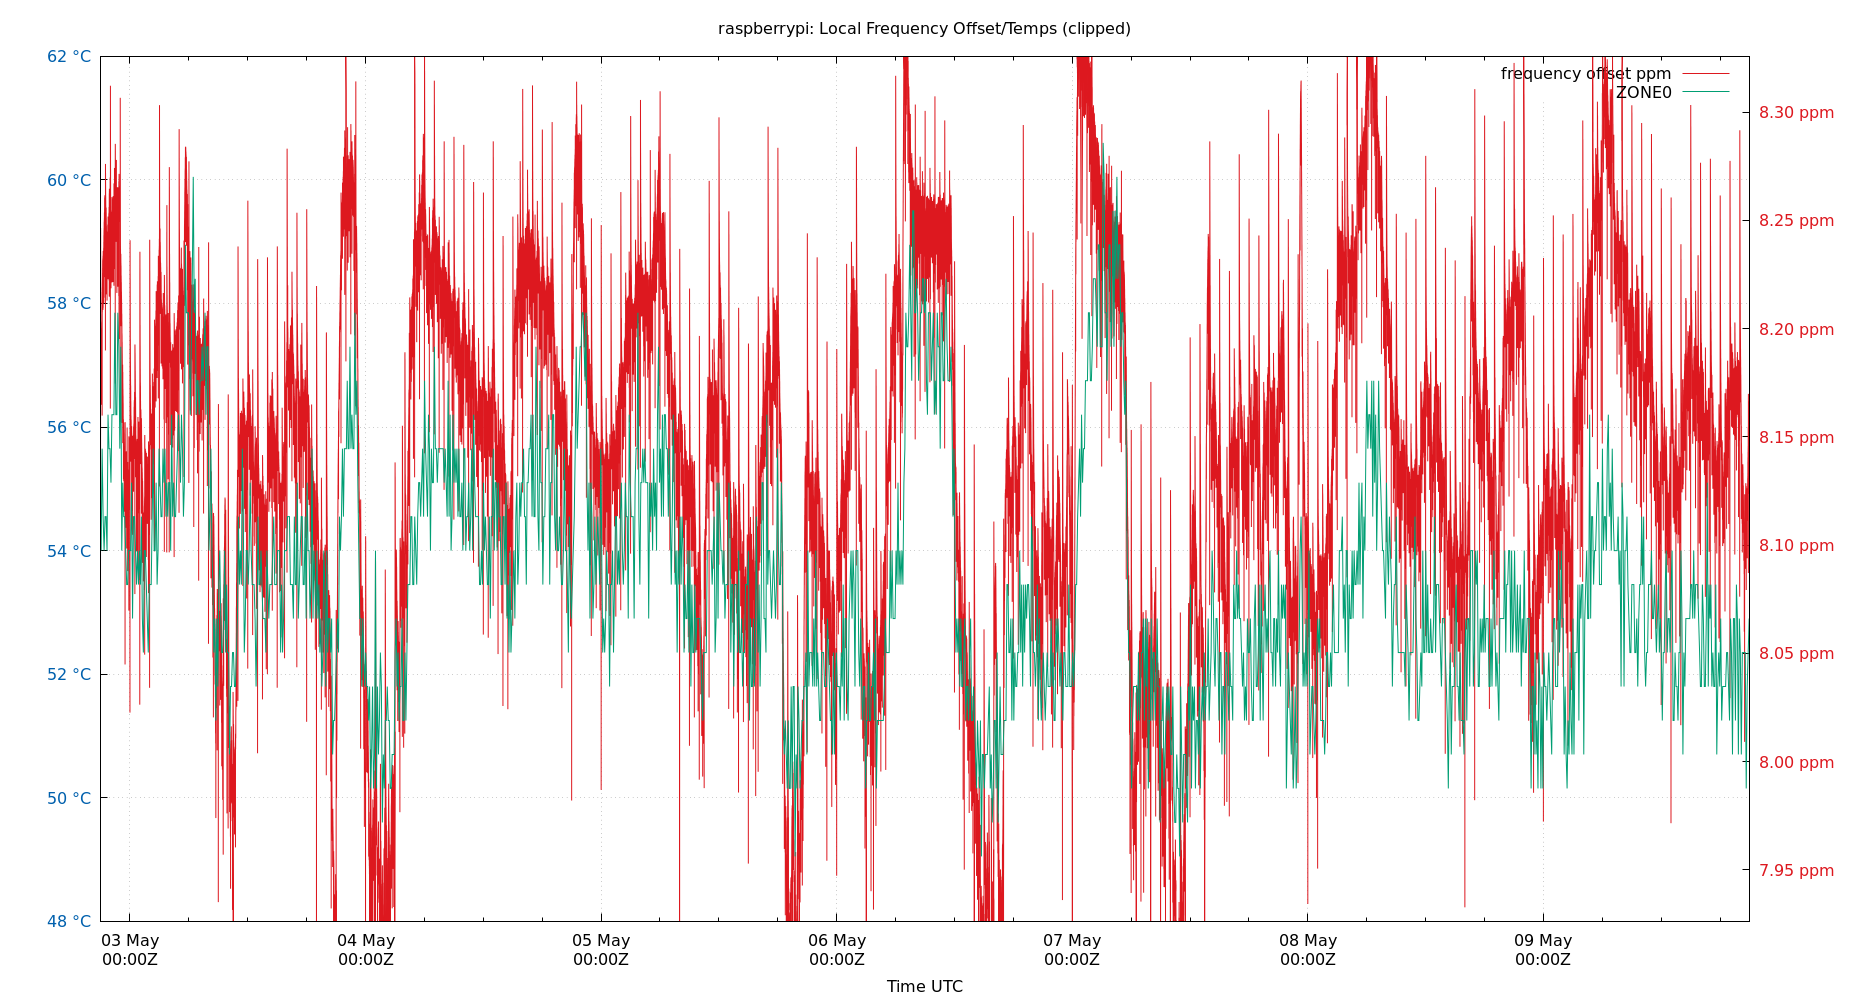 raspberrypi: Local Frequency Offset/Temps (clipped)
62 °C
60 °C
58 °C
56 °C
54 °C
52 °C
50 °C
48 °C
frequency offset ppm
ZONE0
8.30 ppm
8.25 ppm
8.20 ppm
8.15 ppm
8.10 ppm
8.05 ppm
8.00 ppm
7.95 ppm
03 May
00:00Z
04 May
00:00Z
05 May
00:00Z
06 May
00:00Z
07 May
00:00Z
08 May
00:00Z
09 May
00:00Z
Time UTC